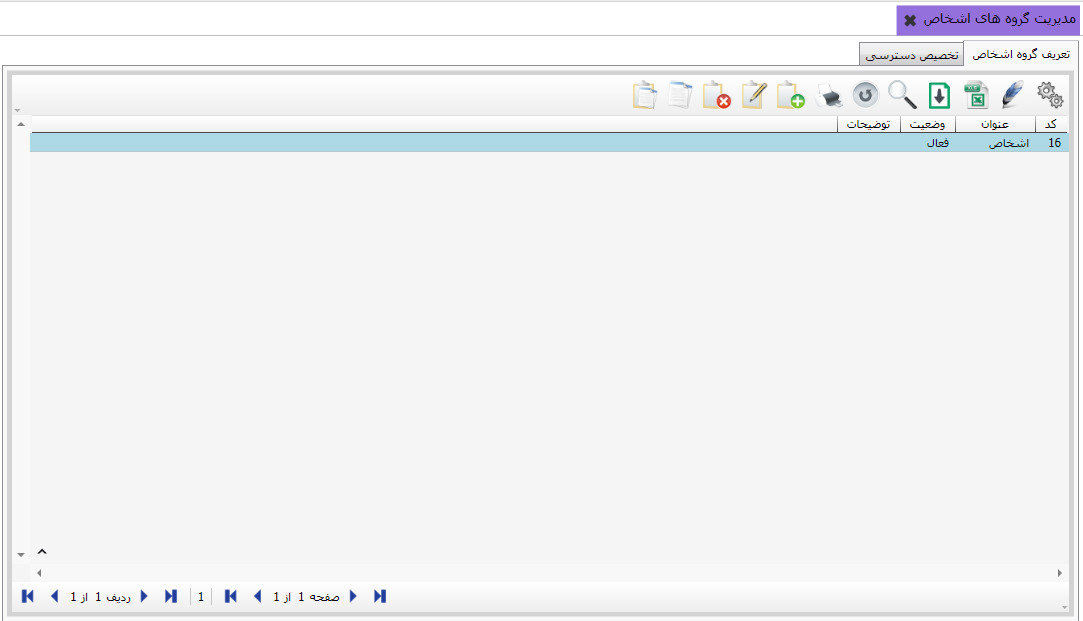 مدیریت گروه های اشخاص
تعریف گروه اشخاص
تخصیص دسترسی
کد
عنوان
وضعیت
توضیحات
16
اشخاص
فعال
صفحه 1 از 1
1
ردیف 1 از 1